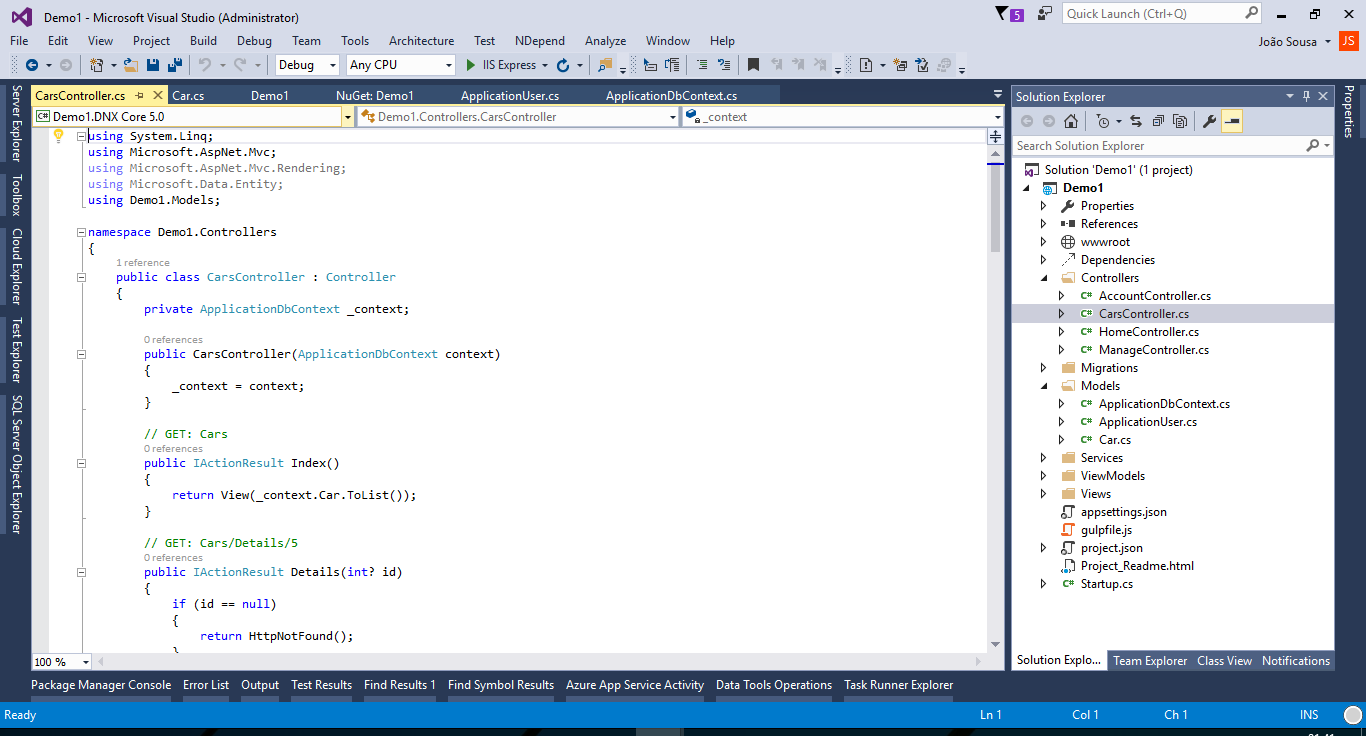 Demo1 - Microsoft Visual Studio (Administrator)
5
Quick Launch (Ctrl+Q)
File Edit View Project Build Debug Team Tools Architecture Test NDepend Analyze Window Help
João Sousa JS
Debug Any CPU IIS Express
Server Explorer
Toolbox
Cloud Explorer
Test Explorer
SQL Server Object Explorer
CarsController.cs Car.cs Demo1 NuGet: Demo1 ApplicationUser.cs ApplicationDbContext.cs
C# Demo1.DNX Core 5.0 Demo1.Controllers.CarsController _context
using System.Linq;
using Microsoft.AspNet.Mvc;
using Microsoft.AspNet.Mvc.Rendering;
using Microsoft.Data.Entity;
using Demo1.Models;
namespace Demo1.Controllers
{
1 reference
public class CarsController : Controller
{
private ApplicationDbContext _context;
0 references
public CarsController(ApplicationDbContext context)
{
_context = context;
}
// GET: Cars
0 references
public IActionResult Index()
{
return View(_context.Car.ToList());
}
// GET: Cars/Details/5
0 references
public IActionResult Details(int? id)
{
if (id == null)
{
return HttpNotFound();
}
100 %
Solution Explorer
Search Solution Explorer
Solution 'Demo1' (1 project)
Demo1
Properties
References
wwwroot
Dependencies
Controllers
C# AccountController.cs
C# CarsController.cs
C# HomeController.cs
C# ManageController.cs
Migrations
Models
C# ApplicationDbContext.cs
C# ApplicationUser.cs
C# Car.cs
Services
ViewModels
Views
appsettings.json
gulpfile.js
project.json
Project_Readme.html
C# Startup.cs
Solution Explo... Team Explorer Class View Notifications
Properties
Package Manager Console Error List Output Test Results Find Results 1 Find Symbol Results Azure App Service Activity Data Tools Operations Task Runner Explorer
Ready Ln 1 Col 1 Ch 1 INS